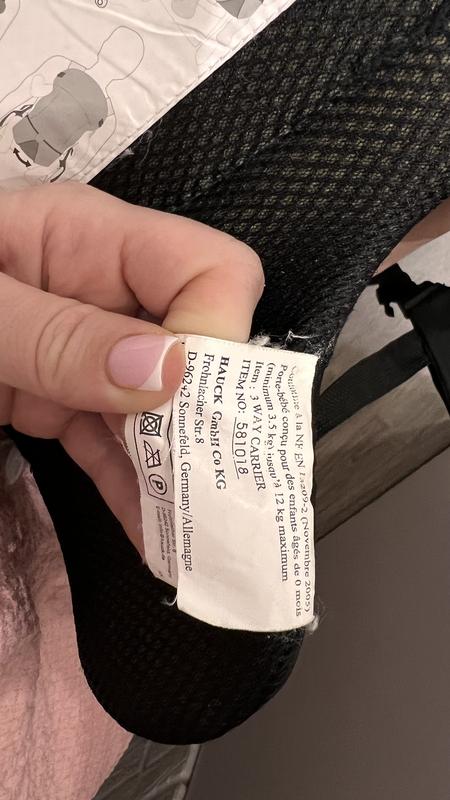 Conforme à la NF EN 13209-2 (Novembre 2005)
Porte-bébé conçu pour des enfants âgés de 0 mois
(minimum 3.5 kg) jusqu'à 12 kg maximum
Item : 3 WAY CARRIER
ITEM NO: 581018
HAUCK GmbH Co KG
Frohnlacher Str.8
D-96242 Sonnefeld, Germany/Allemagne
P